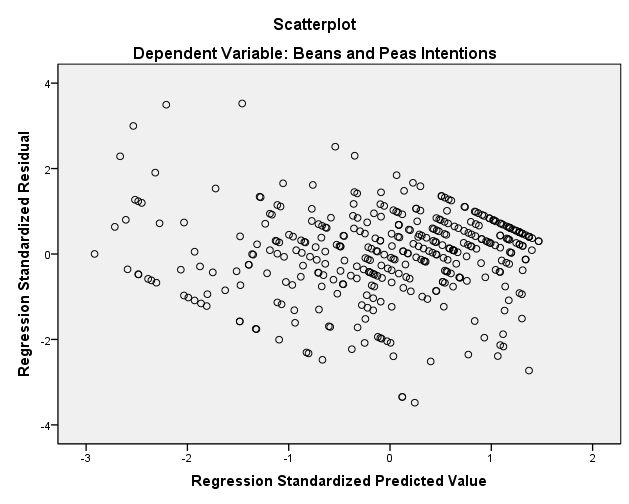 Scatterplot
Dependent Variable: Beans and Peas Intentions
Regression Standardized Residual
4
2
0
-2
-4
-3
-2
-1
0
1
2
Regression Standardized Predicted Value